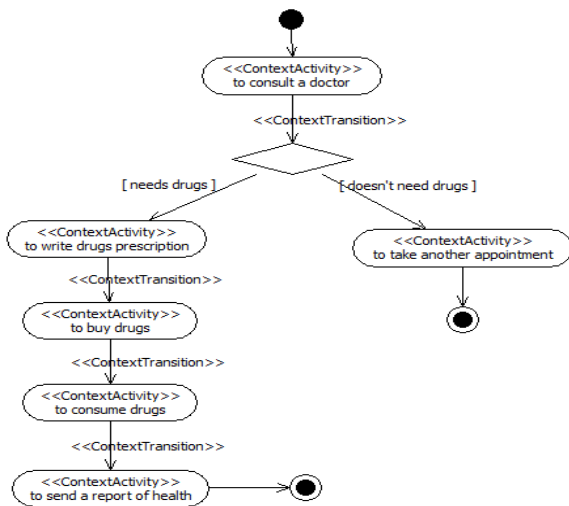 <<ContextActivity>>
to consult a doctor
<<ContextTransition>>
[ needs drugs ]
[ doesn't need drugs ]
<<ContextActivity>>
to write drugs prescription
<<ContextActivity>>
to take another appointment
<<ContextTransition>>
<<ContextActivity>>
to buy drugs
<<ContextTransition>>
<<ContextActivity>>
to consume drugs
<<ContextTransition>>
<<ContextActivity>>
to send a report of health